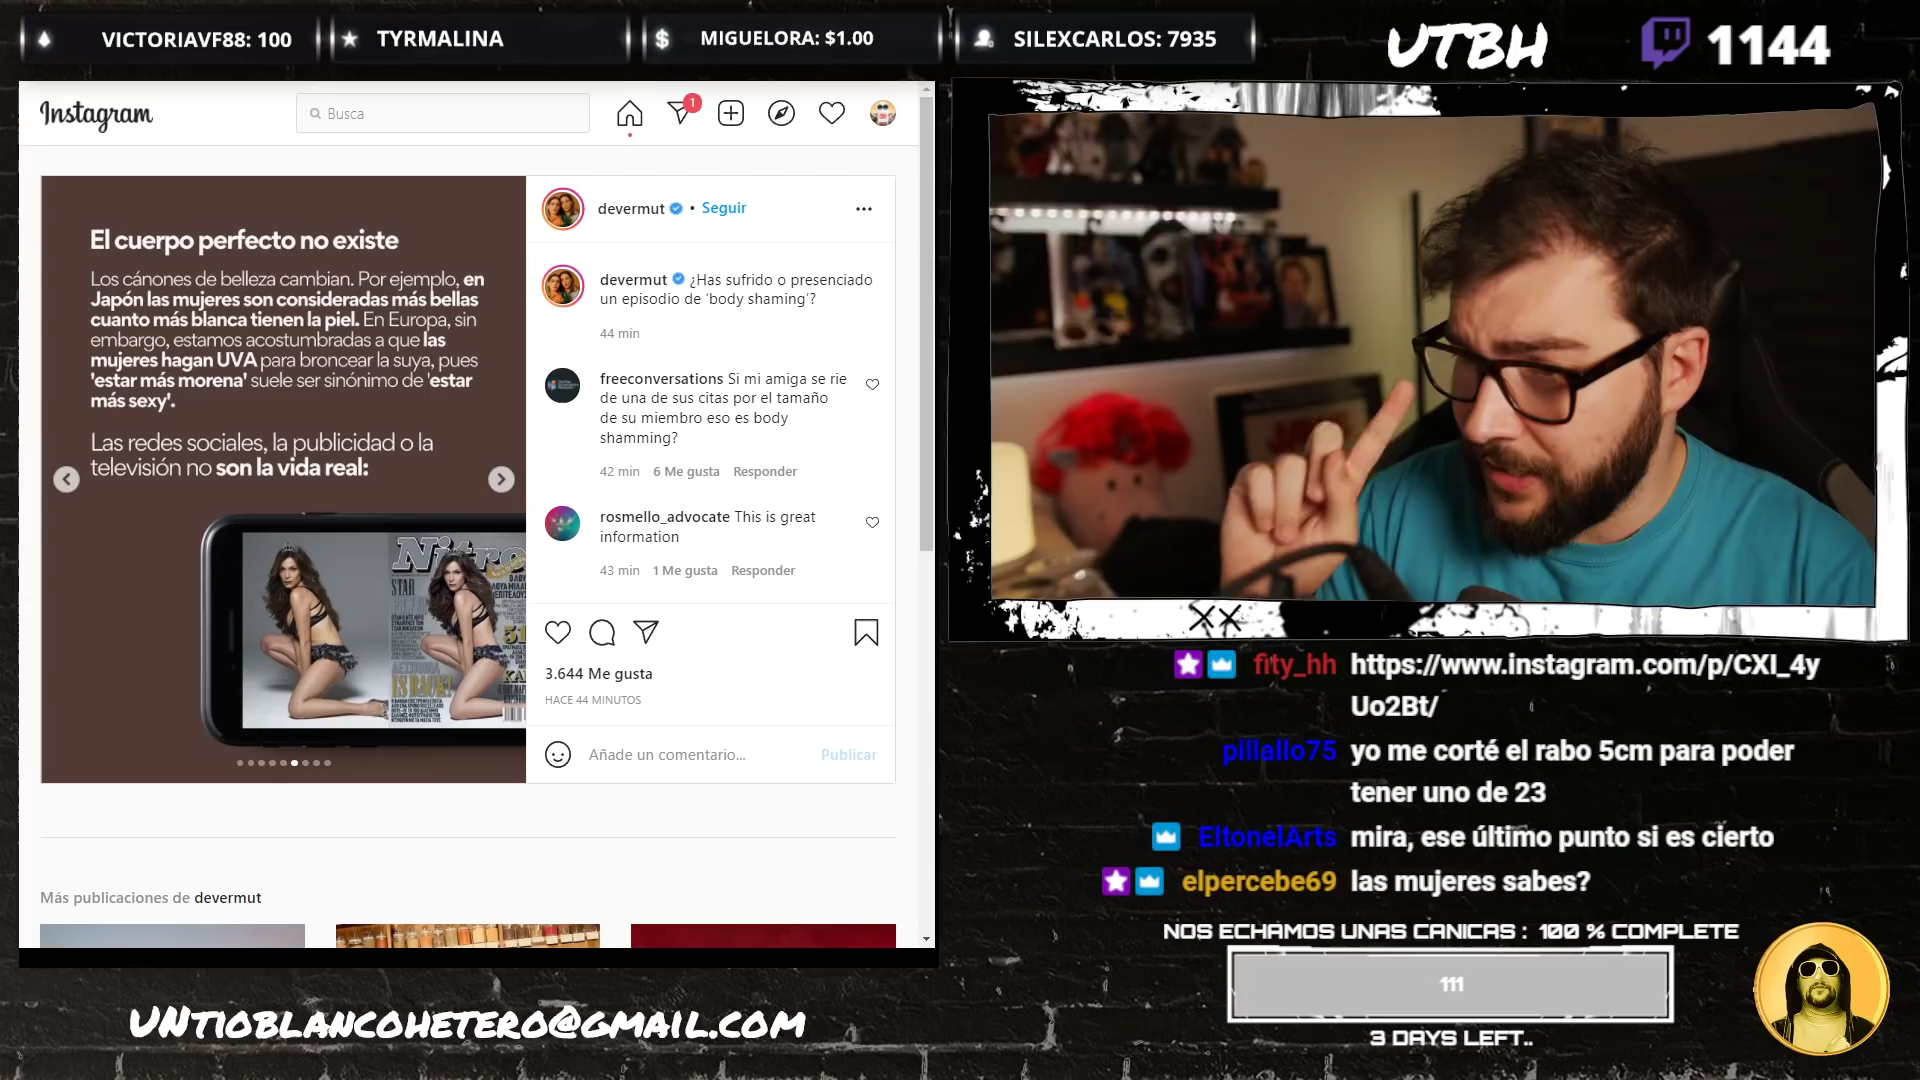 VICTORIAVF88: 100
TYRMALINA
MIGUELORA: $1.00
SILEXCARLOS: 7935
UTBH
1144
Instagram
Busca
1
El cuerpo perfecto no existe
Los cánones de belleza cambian. Por ejemplo, en
Japón las mujeres son consideradas más bellas
cuanto más blanca tienen la piel. En Europa, sin
embargo, estamos acostumbradas a que las
mujeres hagan UVA para broncear la suya, pues
'estar más morena' suele ser sinónimo de 'estar
más sexy'.
Las redes sociales, la publicidad o la
televisión no son la vida real:
Nitro
STAR
IS BACK!
devermut • Seguir
devermut ¿Has sufrido o presenciado
un episodio de ‘body shaming’?
44 min
freeconversations Si mi amiga se rie
de una de sus citas por el tamaño
de su miembro eso es body
shamming?
42 min 6 Me gusta Responder
rosmello_advocate This is great
information
43 min 1 Me gusta Responder
3.644 Me gusta
HACE 44 MINUTOS
Añade un comentario... Publicar
Más publicaciones de devermut
fity_hh https://www.instagram.com/p/CXI_4y
Uo2Bt/
pillallo75 yo me corté el rabo 5cm para poder
tener uno de 23
EltonelArts mira, ese último punto si es cierto
elpercebe69 las mujeres sabes?
NOS ECHAMOS UNAS CANICAS : 100 % COMPLETE
111
3 DAYS LEFT..
UNTIOBLANCOHETERO@GMAIL.COM